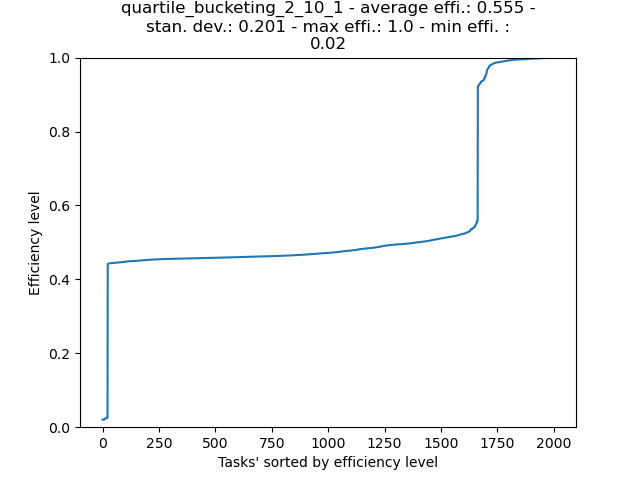 quartile_bucketing_2_10_1 - average effi.: 0.555 -
stan. dev.: 0.201 - max effi.: 1.0 - min effi. :
0.02
1.0
0.8
0.6
0.4
0.2
0.0
Efficiency level
0 250 500 750 1000 1250 1500 1750 2000
Tasks' sorted by efficiency level